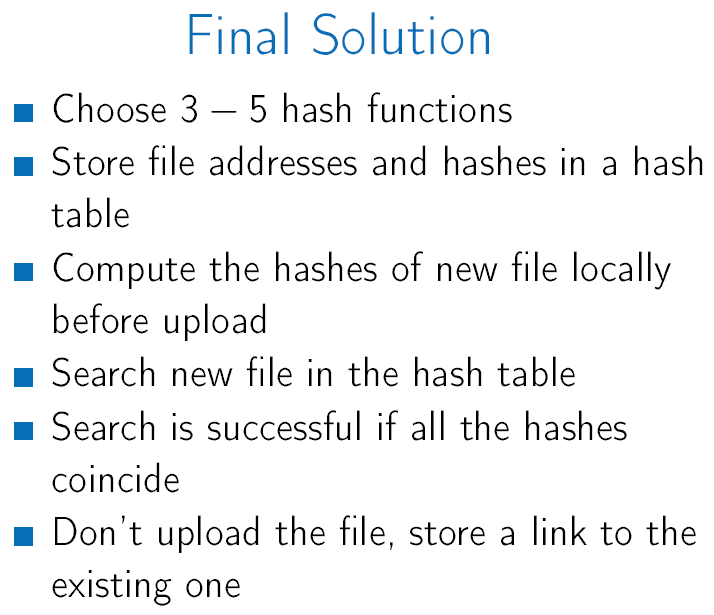 Final Solution
Choose 3 – 5 hash functions
Store file addresses and hashes in a hash
table
Compute the hashes of new file locally
before upload
Search new file in the hash table
Search is successful if all the hashes
coincide
Don't upload the file, store a link to the
existing one